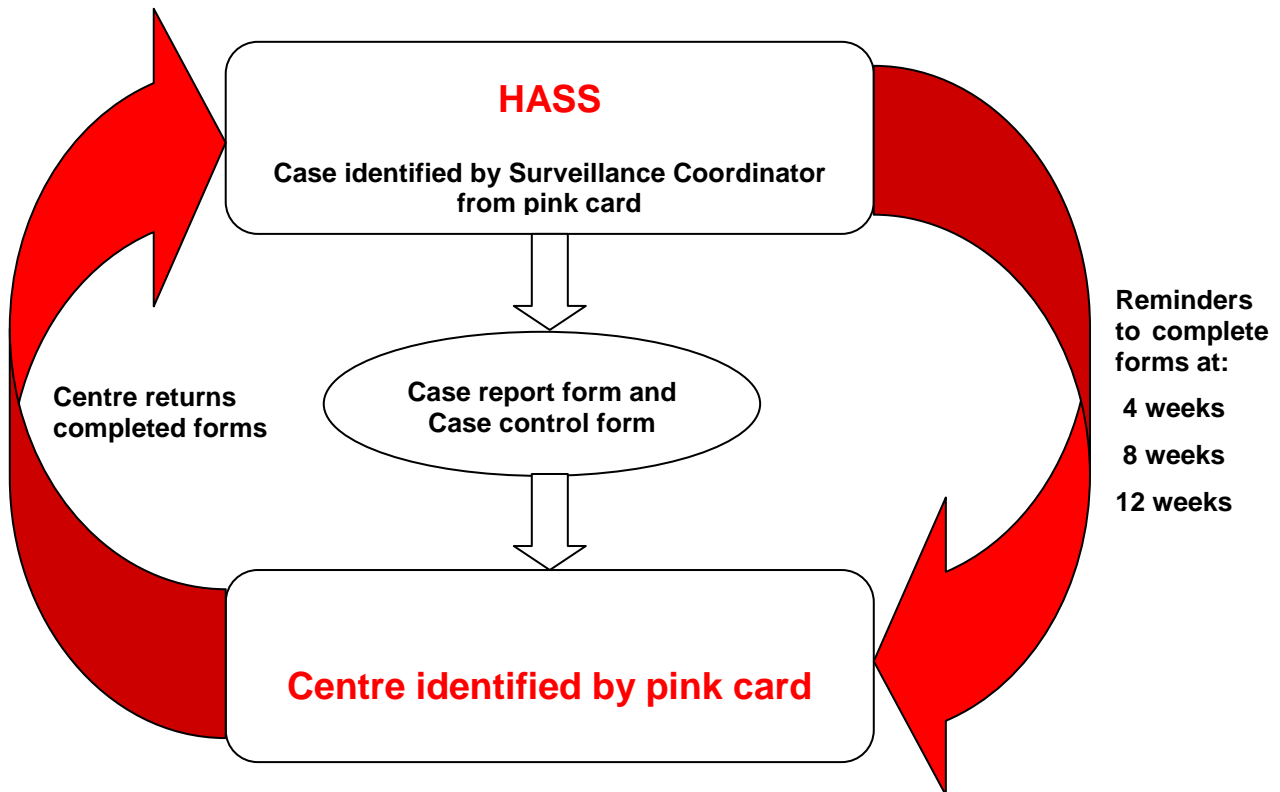 HASS
Case identified by Surveillance Coordinator
from pink card
Reminders
to complete
forms at:
4 weeks
8 weeks
12 weeks
Centre returns
completed forms
Case report form and
Case control form
Centre identified by pink card